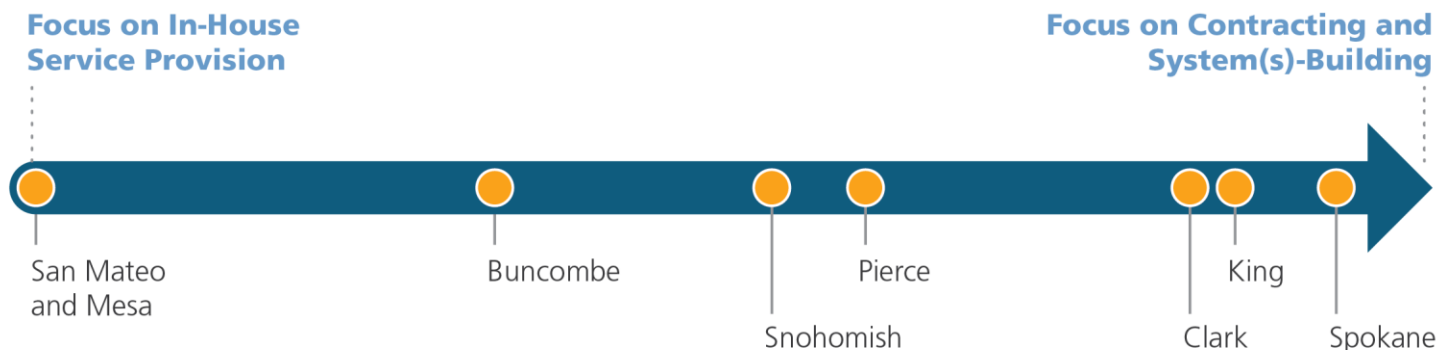 Focus on In-House
Service Provision
Focus on Contracting and
System(s)-Building
San Mateo
and Mesa
Buncombe
Snohomish
Pierce
Clark
King
Spokane